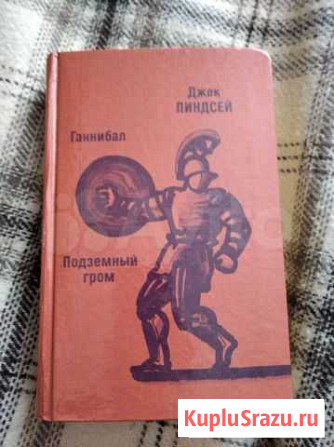 Джек
ЛИНДСЕЙ
Ганнибал
Подземный
гром
KupluSrazu.ru